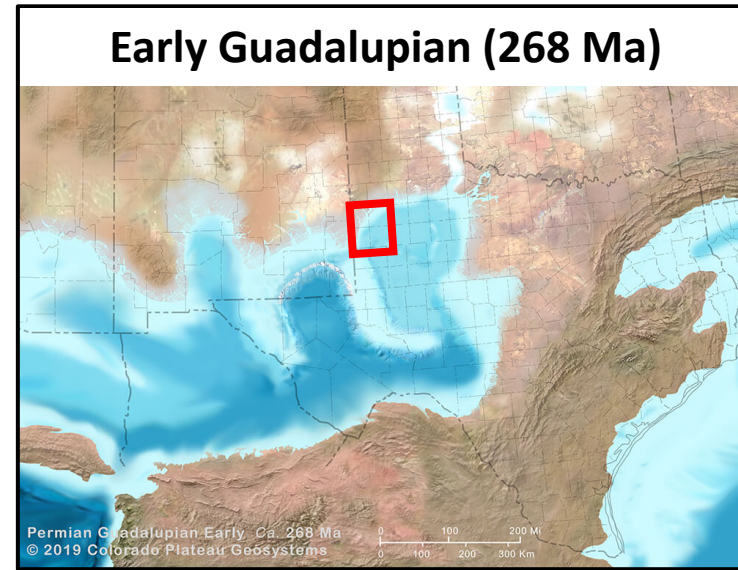 Early Guadalupian (268 Ma)
Permian Guadalupian Early, Ca. 268 Ma
© 2019 Colorado Plateau Geosystems
0 100 200 Mi
0 100 200 300 Km